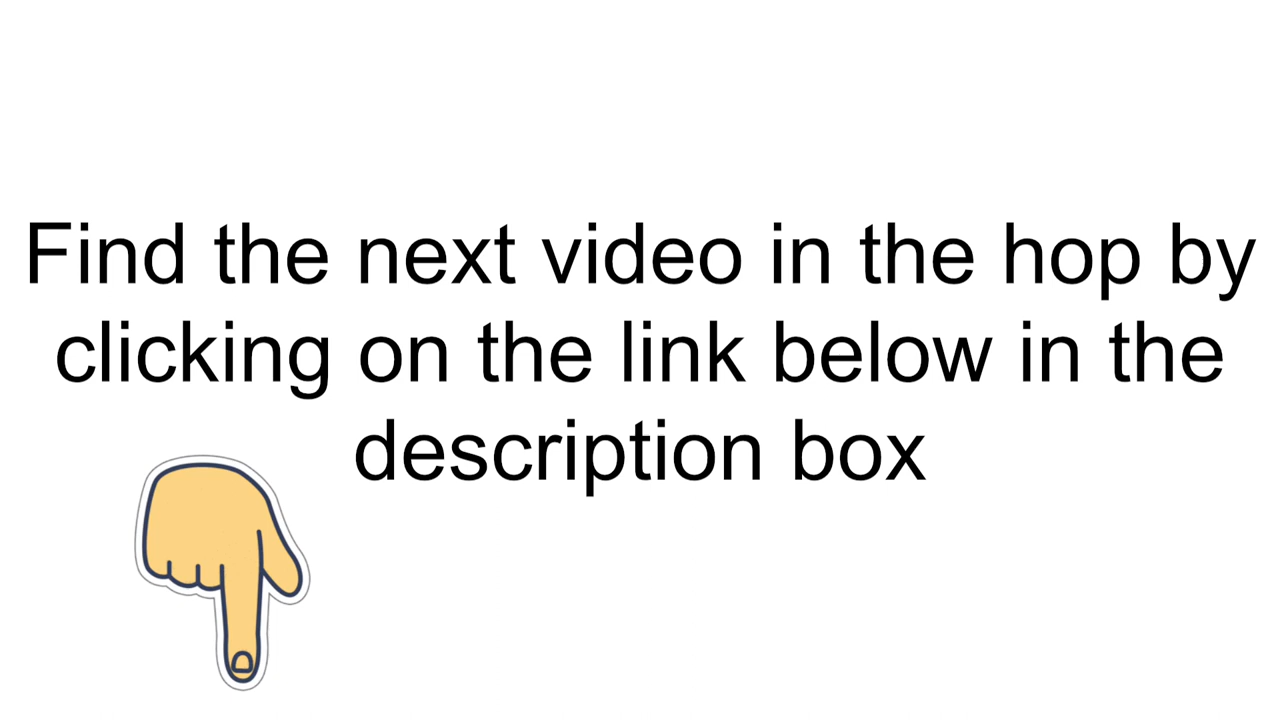 Find the next video in the hop by
clicking on the link below in the
description box